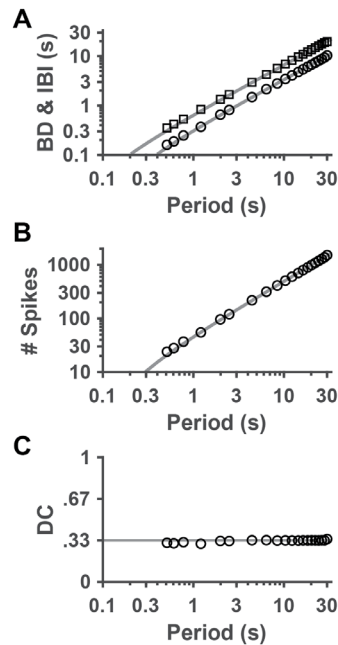 A
BD & IBI (s)
30
10
3
1
0.3
0.1
0.1 0.3 1 3 10 30
Period (s)
B
# Spikes
1000
300
100
30
10
0.1 0.3 1 3 10 30
Period (s)
C
DC
1
.67
.33
0
0.1 0.3 1 3 10 30
Period (s)